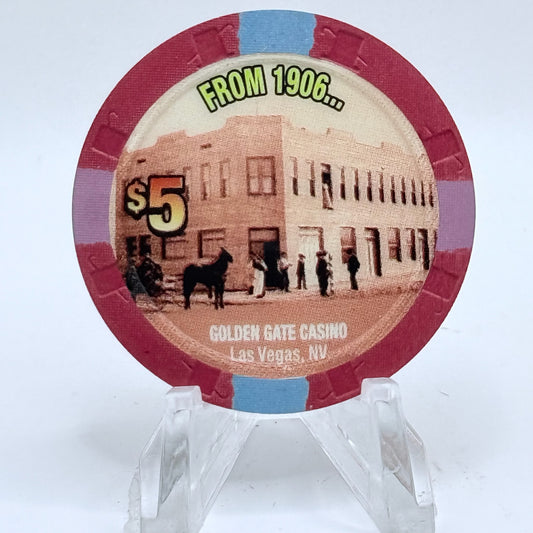 FROM 1906...
$5
GOLDEN GATE CASINO
Las Vegas, NV